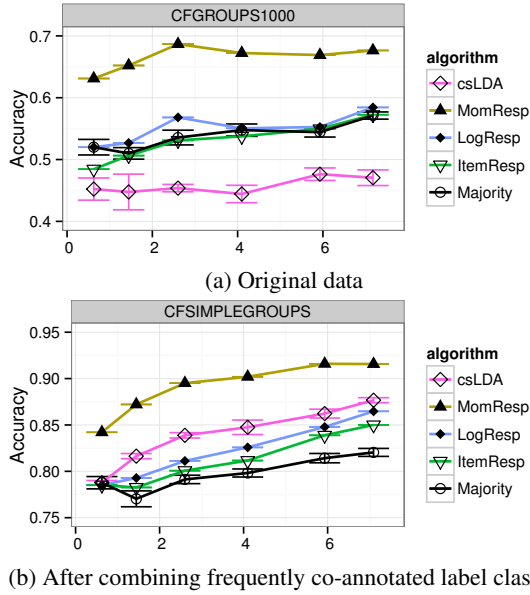 CFGROUPS1000
0.7
0.6
0.5
0.4
Accuracy
0 2 4 6
algorithm
csLDA
MomResp
LogResp
ItemResp
Majority
(a) Original data
CFSIMPLEGROUPS
0.95
0.90
0.85
0.80
0.75
Accuracy
0 2 4 6
algorithm
csLDA
MomResp
LogResp
ItemResp
Majority
(b) After combining frequently co-annotated label clas